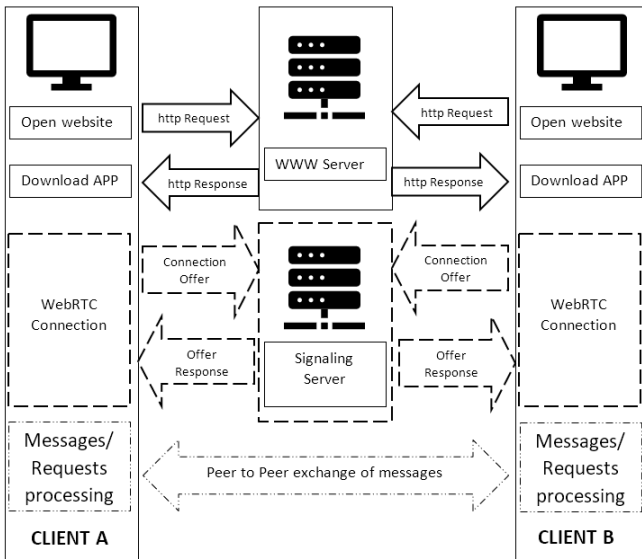 Open website
http Request
http Request
Open website
WWW Server
Download APP
http Response
http Response
Download APP
Connection
Offer
Connection
Offer
WebRTC
Connection
WebRTC
Connection
Offer
Response
Signaling
Server
Offer
Response
Messages/
Requests
processing
Peer to Peer exchange of messages
Messages/
Requests
processing
CLIENT A
CLIENT B